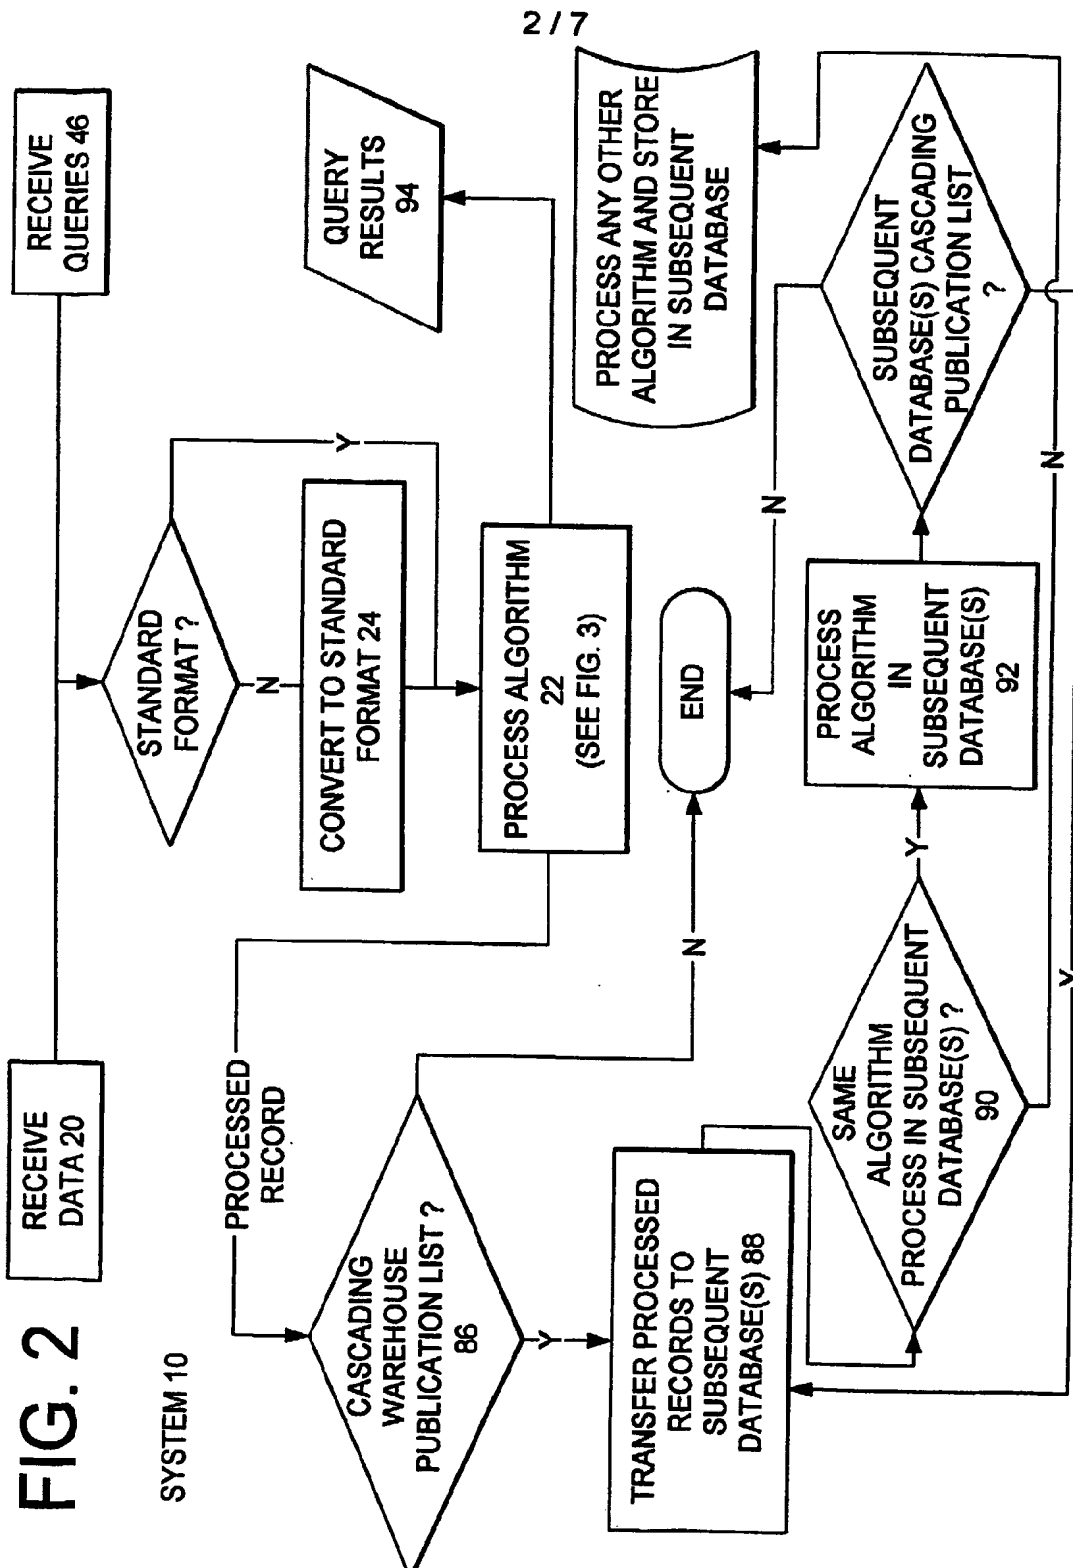 2 / 7
FIG. 2
SYSTEM 10
RECEIVE
DATA 20
RECEIVE
QUERIES 46
STANDARD
FORMAT ?
N
Y
CONVERT TO STANDARD
FORMAT 24
PROCESS ALGORITHM
22
(SEE FIG. 3)
QUERY
RESULTS
94
PROCESSED
RECORD
CASCADING
WAREHOUSE
PUBLICATION LIST ?
86
N
Y
END
TRANSFER PROCESSED
RECORDS TO
SUBSEQUENT
DATABASE(S) 88
SAME
ALGORITHM
PROCESS IN SUBSEQUENT
DATABASE(S) ?
90
Y
N
PROCESS
ALGORITHM
IN
SUBSEQUENT
DATABASE(S)
92
SUBSEQUENT
DATABASE(S) CASCADING
PUBLICATION LIST
?
N
Y
PROCESS ANY OTHER
ALGORITHM AND STORE
IN SUBSEQUENT
DATABASE